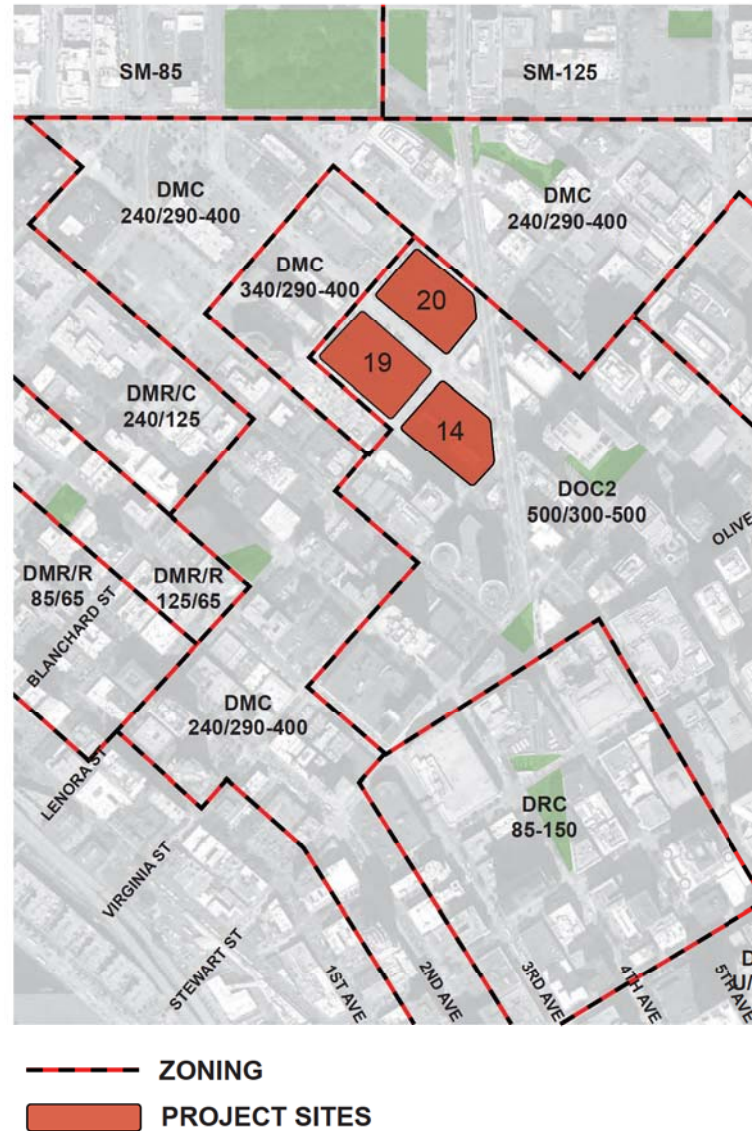 SM-85
SM-125
DMC
240/290-400
DMC
240/290-400
DMC
340/290-400
20
19
14
DMR/C
240/125
DOC2
500/300-500
OLIVE
DMR/R
85/65
DMR/R
125/65
BLANCHARD ST
DMC
240/290-400
LENORA ST
DRC
85-150
VIRGINIA ST
STEWART ST
1ST AVE
2ND AVE
3RD AVE
4TH AVE
5TH AVE
D
U/
ZONING
PROJECT SITES